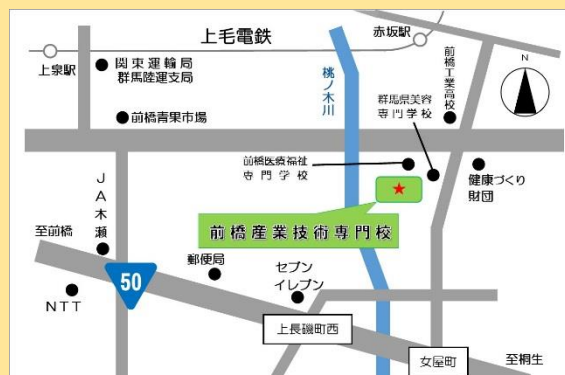 上毛電鉄
赤坂駅
上泉駅
関東運輸局
群馬陸運支局
前橋青果市場
桃ノ木川
前橋工業高校
N
群馬県美容
専門学校
前橋医療福祉
専門学校
健康づくり
財団
JA木瀬
至前橋
前橋産業技術専門校
50
郵便局
セブン
イレブン
NTT
上長磯町西
女屋町
至桐生